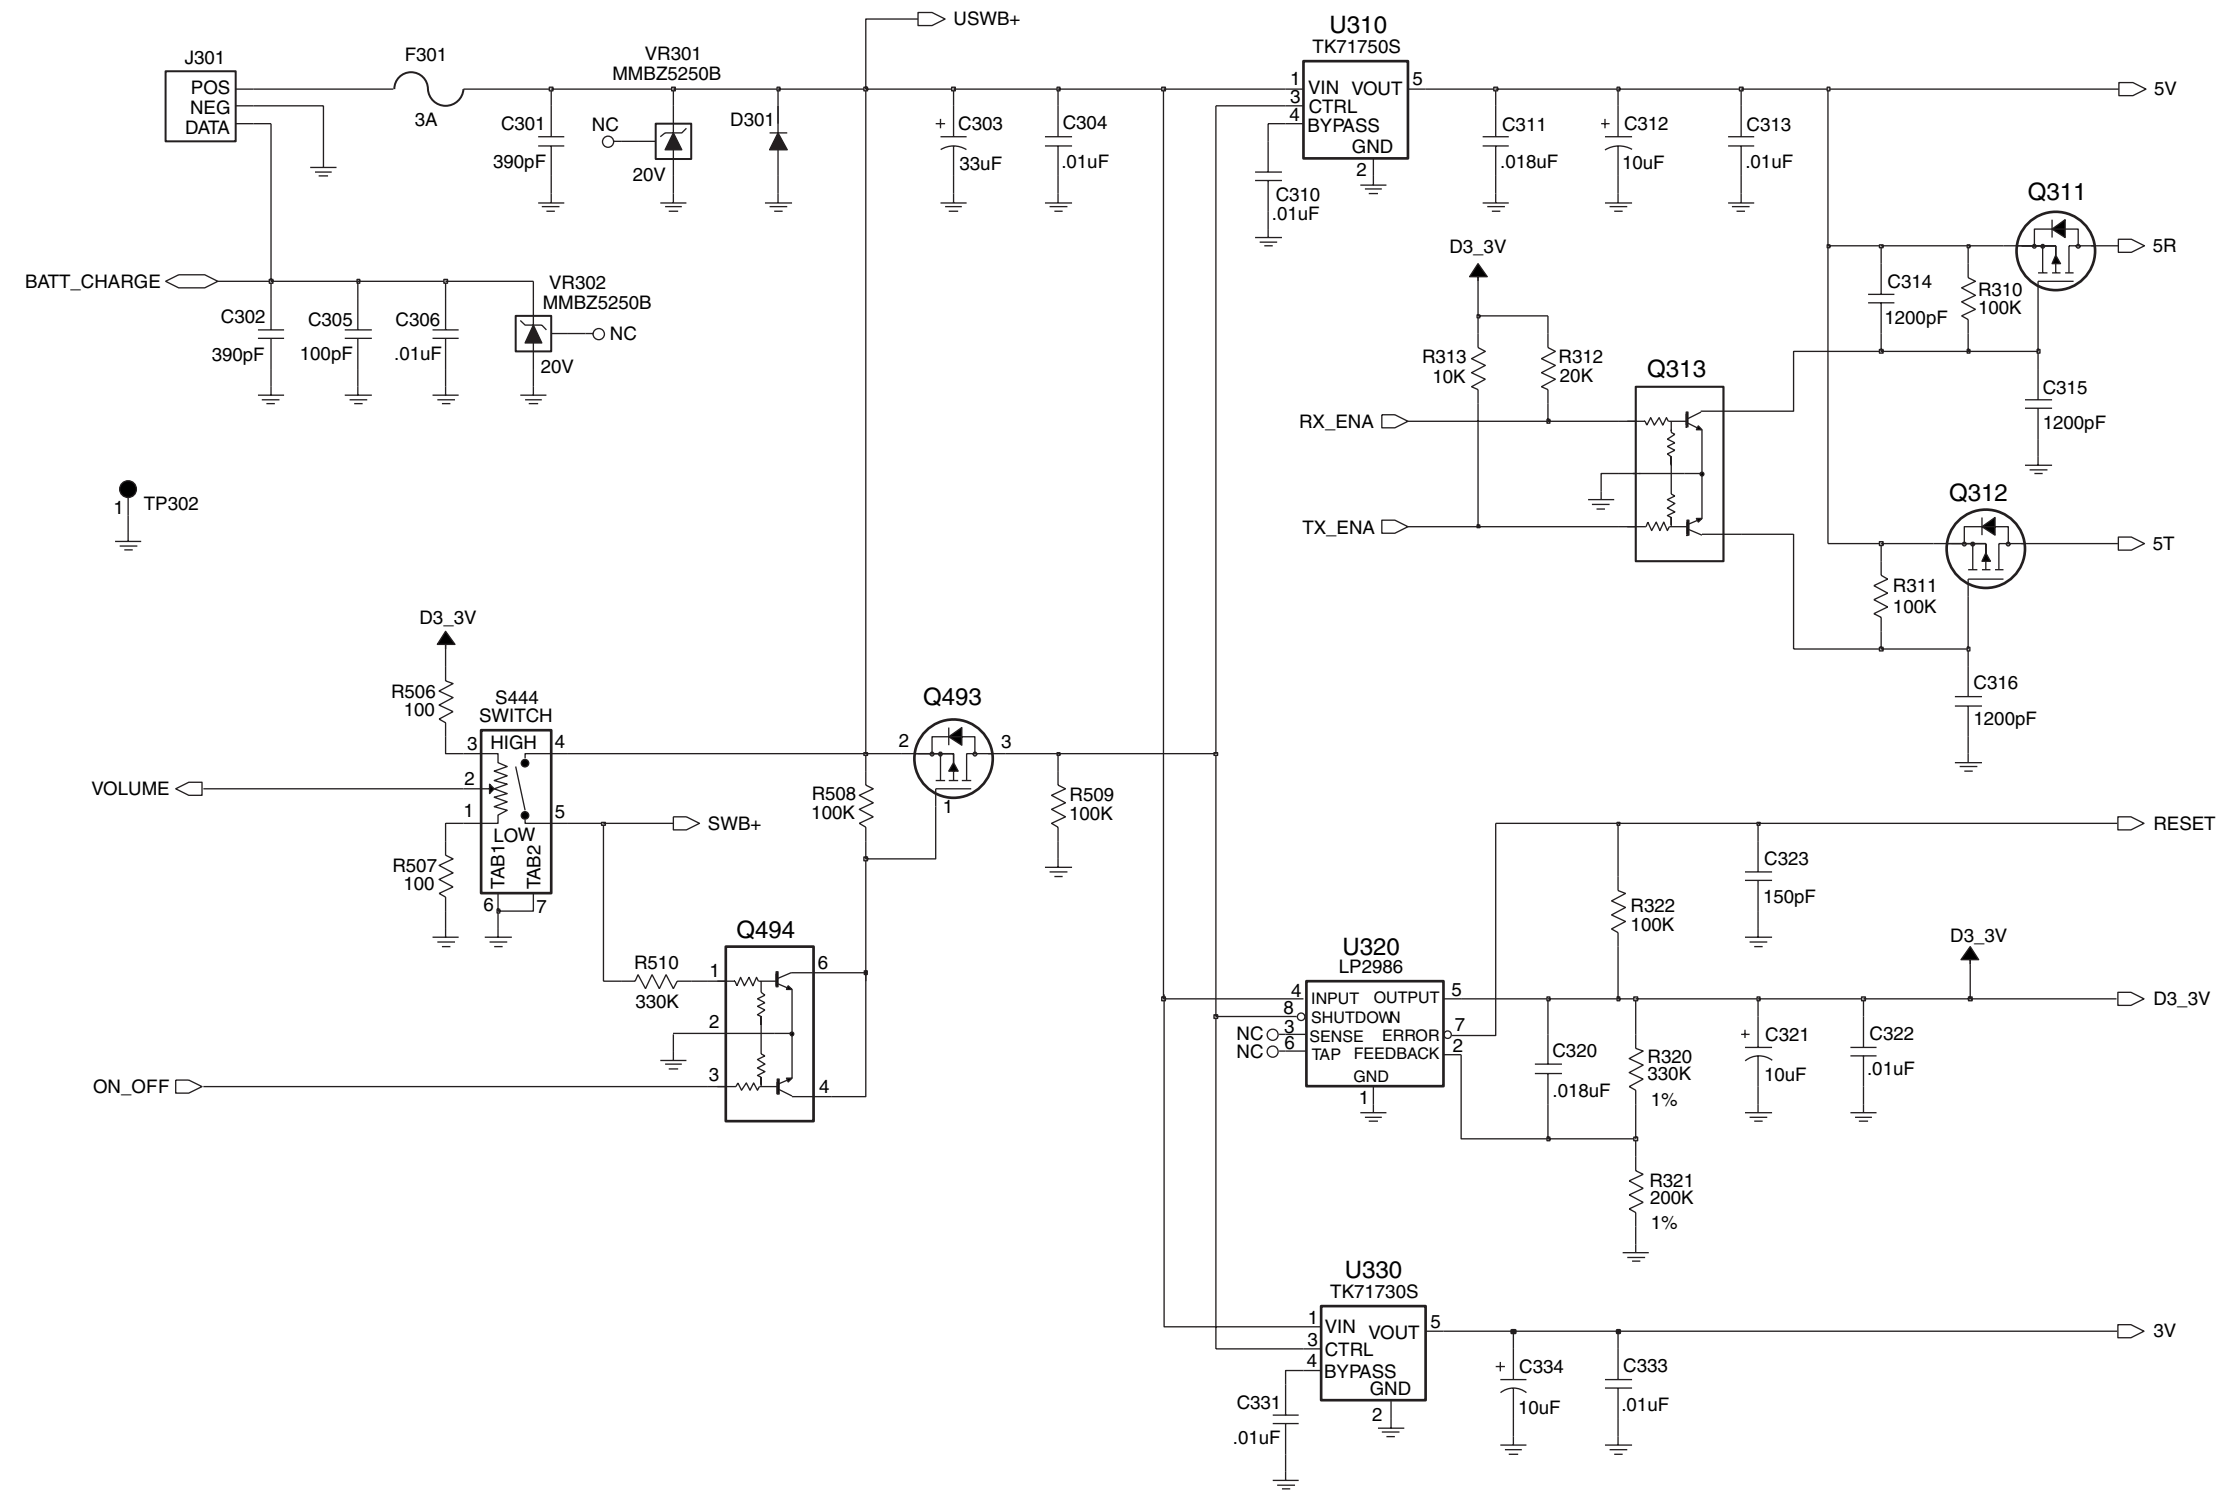 USWB+
J301
POS
NEG
DATA
F301
3A
C301
390pF
NC
VR301
MMBZ5250B
20V
D301
+ C303
33uF
C304
.01uF
U310
TK71750S
1 VIN VOUT 5
3 CTRL
4 BYPASS
GND
2
C310
.01uF
C311
.018uF
+ C312
10uF
C313
.01uF
5V
Q311
5R
C314
1200pF
R310
100K
C315
1200pF
BATT_CHARGE
C302
390pF
C305
100pF
C306
.01uF
VR302
MMBZ5250B
NC
20V
D3_3V
R313
10K
R312
20K
Q313
RX_ENA
TX_ENA
Q312
5T
R311
100K
C316
1200pF
1 TP302
D3_3V
R506
100
S444
SWITCH
3 HIGH 4
VOLUME
2
1 LOW 5
TAB1
TAB2
6 7
R507
100
SWB+
R508
100K
Q493
2 3
1
R509
100K
Q494
R510
330K
1 6
2
3 4
ON_OFF
RESET
C323
150pF
R322
100K
U320
LP2986
4 INPUT OUTPUT 5
8 SHUTDOWN
NC 3 SENSE ERROR 7
NC 6 TAP FEEDBACK 2
GND
1
C320
.018uF
R320
330K
1%
+ C321
10uF
C322
.01uF
D3_3V
D3_3V
R321
200K
1%
U330
TK71730S
1 VIN VOUT 5
3 CTRL
4 BYPASS
GND
2
C331
.01uF
+ C334
10uF
C333
.01uF
3V